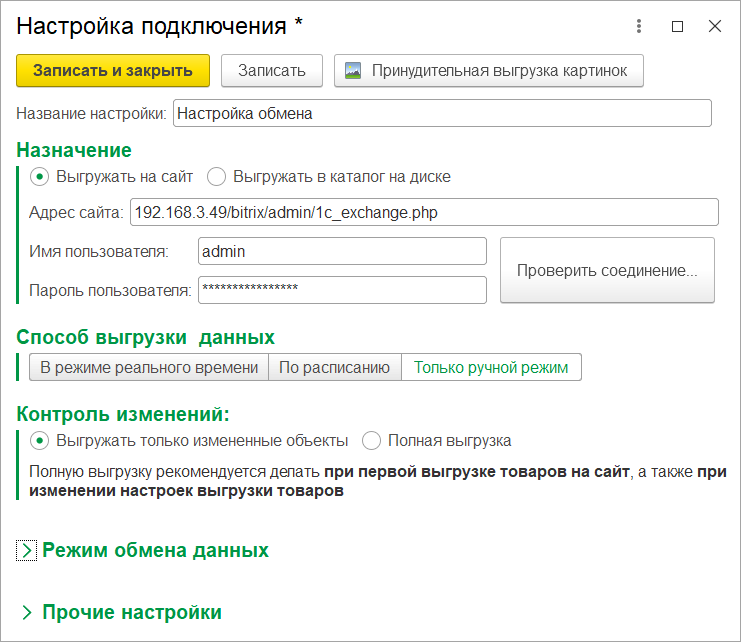 Настройка подключения *
Записать и закрыть Записать Принудительная выгрузка картинок
Название настройки: Настройка обмена
Назначение
Выгружать на сайт Выгружать в каталог на диске
Адрес сайта: 192.168.3.49/bitrix/admin/1c_exchange.php
Имя пользователя: admin
Проверить соединение...
Пароль пользователя: ****************
Способ выгрузки данных
В режиме реального времени По расписанию Только ручной режим
Контроль изменений:
Выгружать только измененные объекты Полная выгрузка
Полную выгрузку рекомендуется делать при первой выгрузке товаров на сайт, а также при
изменении настроек выгрузки товаров
Режим обмена данных
Прочие настройки